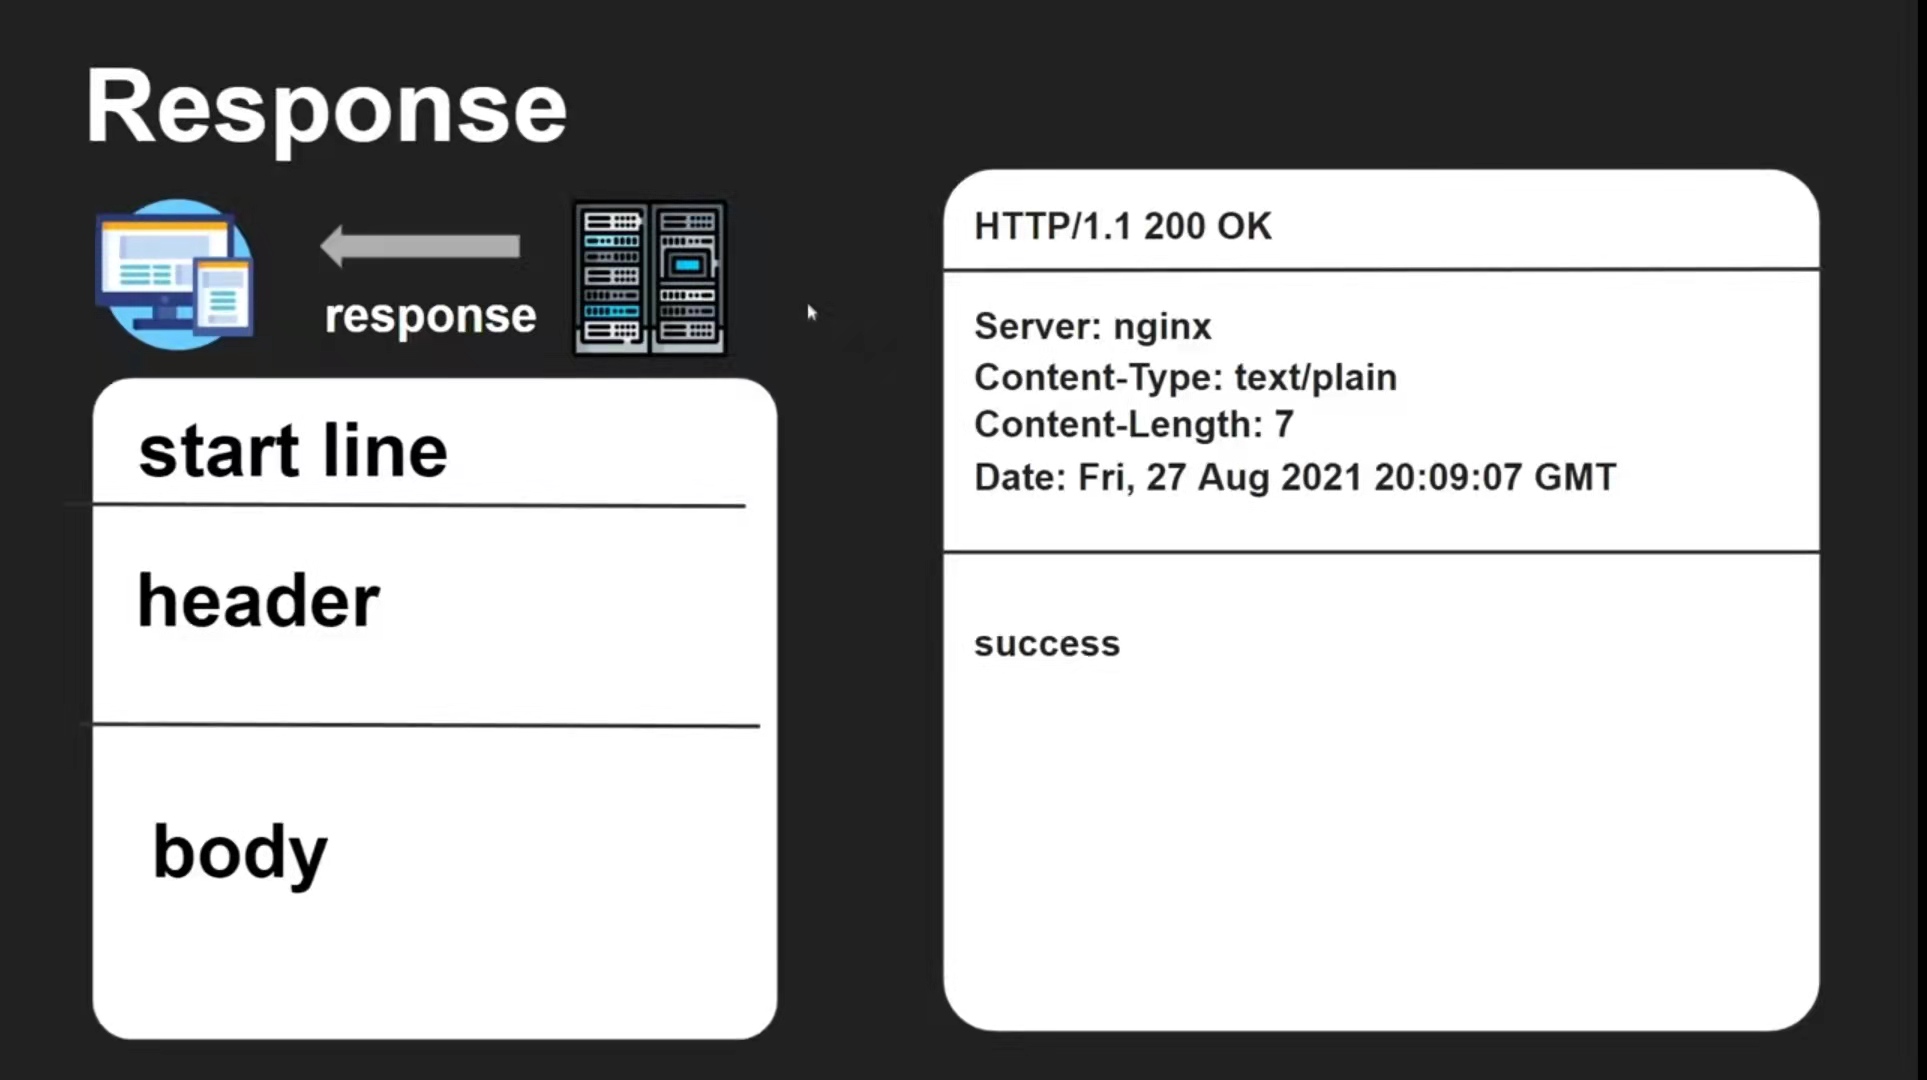 Response
response
start line
header
body
HTTP/1.1 200 OK
Server: nginx
Content-Type: text/plain
Content-Length: 7
Date: Fri, 27 Aug 2021 20:09:07 GMT
success